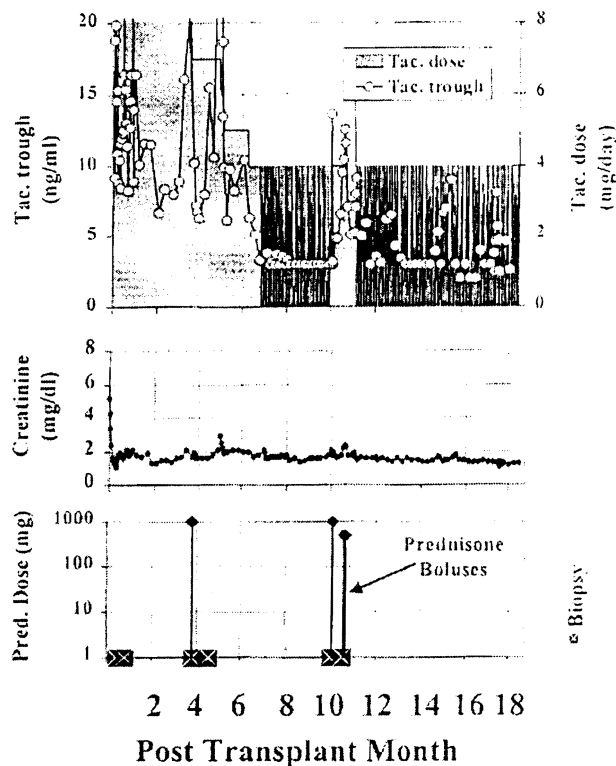 20
15
10
5
0
Tac. trough
(ng/ml)
8
6
4
2
0
Tac. dose
(mg/day)
Tac. dose
Tac. trough
8
6
4
2
0
Creatinine
(mg/dl)
1000
100
10
1
Pred. Dose (mg)
Prednisone
Boluses
Biopsy
2 4 6 8 10 12 14 16 18
Post Transplant Month